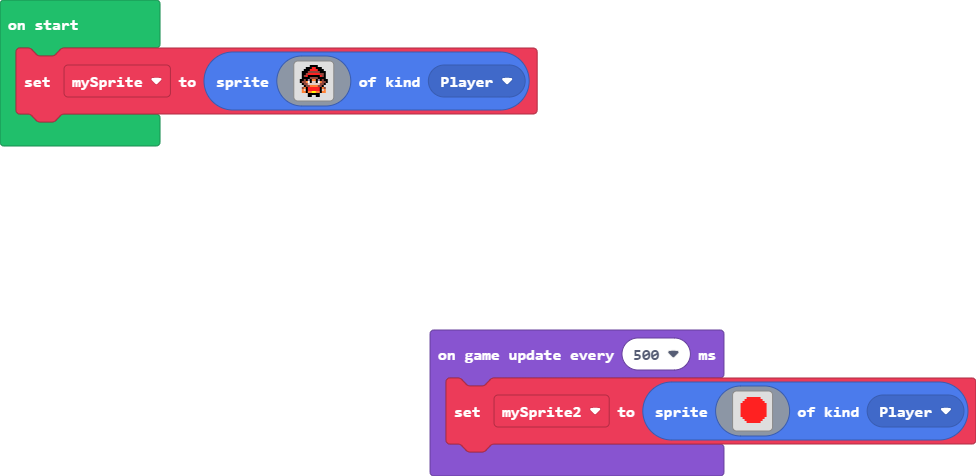 on start
set mySprite to sprite of kind Player
on game update every 500 ms
set mySprite2 to sprite of kind Player